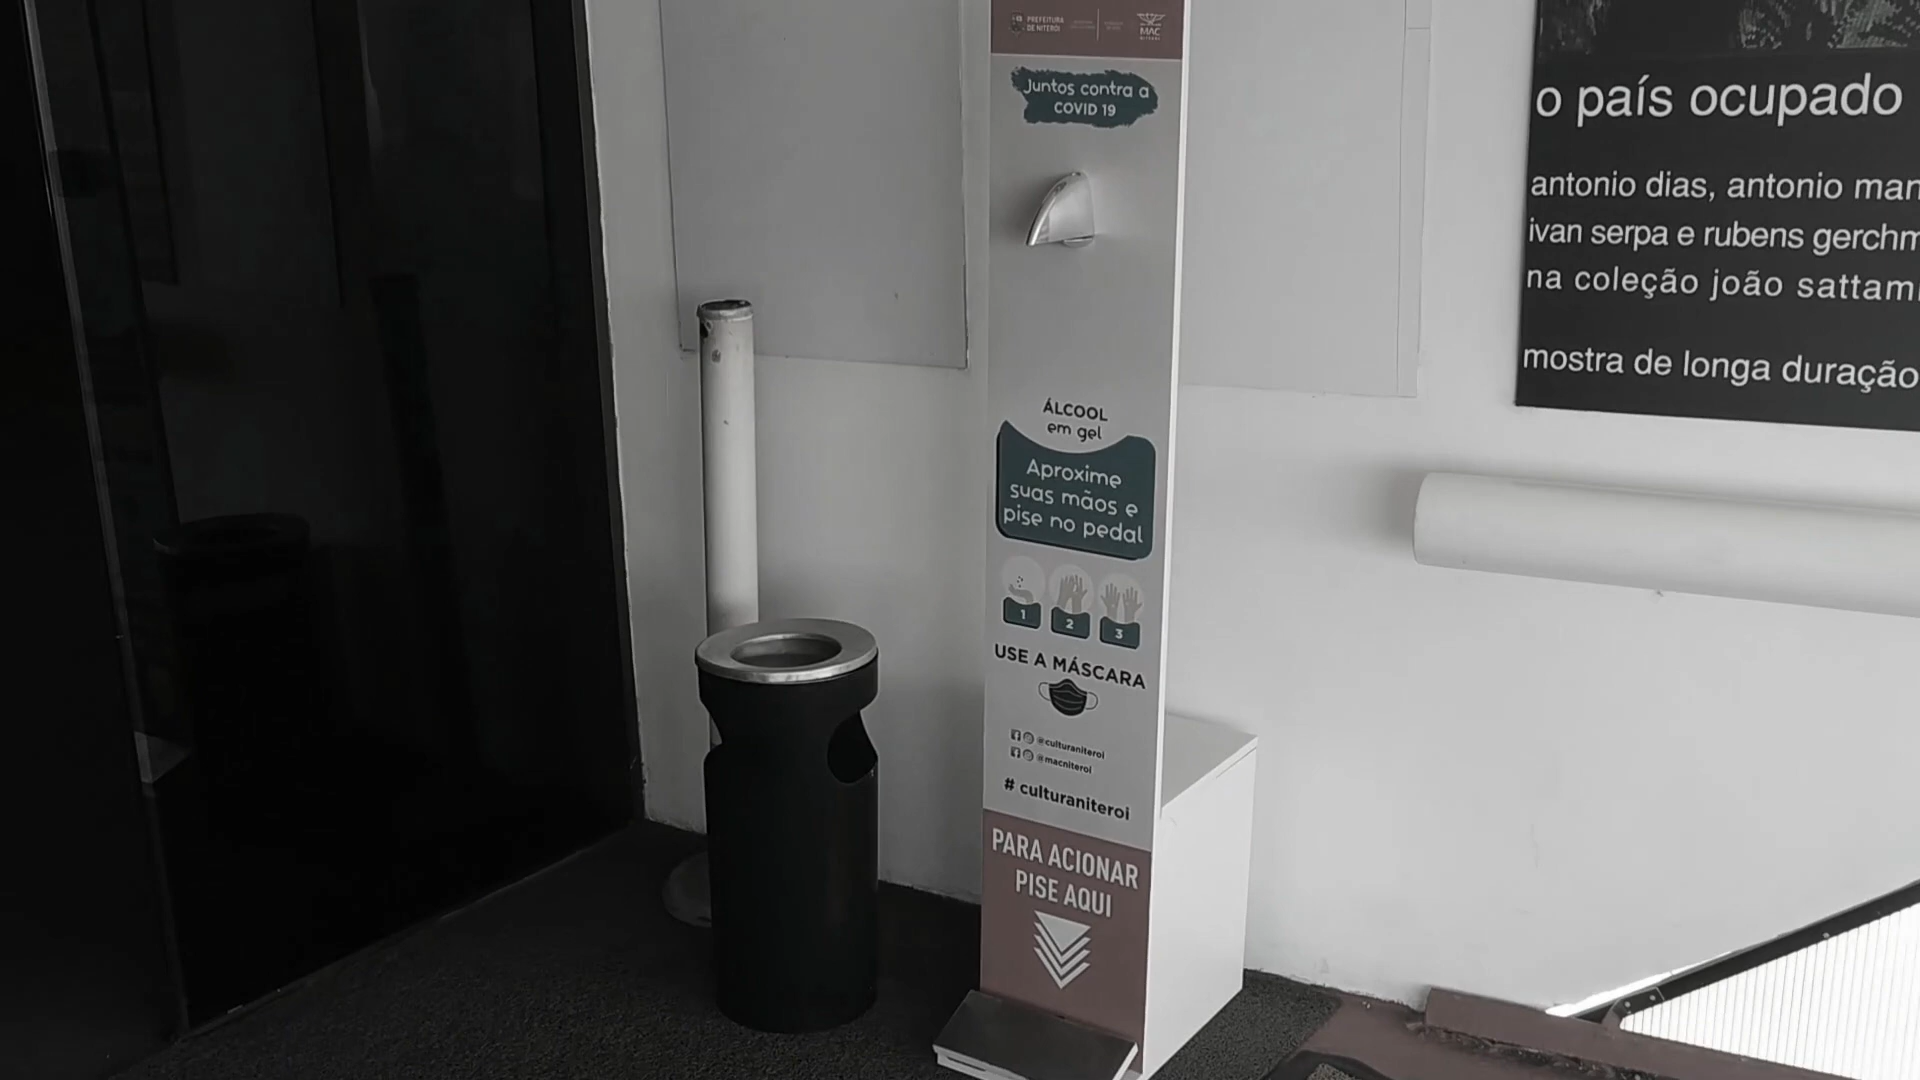 PREFEITURA
DE NITERÓI
MAC
NITERÓI
Juntos contra a
COVID 19
ÁLCOOL
em gel
Aproxime
suas mãos e
pise no pedal
1 2 3
USE A MÁSCARA
@culturaniteroi
@macniteroi
# culturaniteroi
PARA ACIONAR
PISE AQUI
o país ocupado
antonio dias, antonio man
ivan serpa e rubens gerchm
na coleção joão sattami
mostra de longa duração